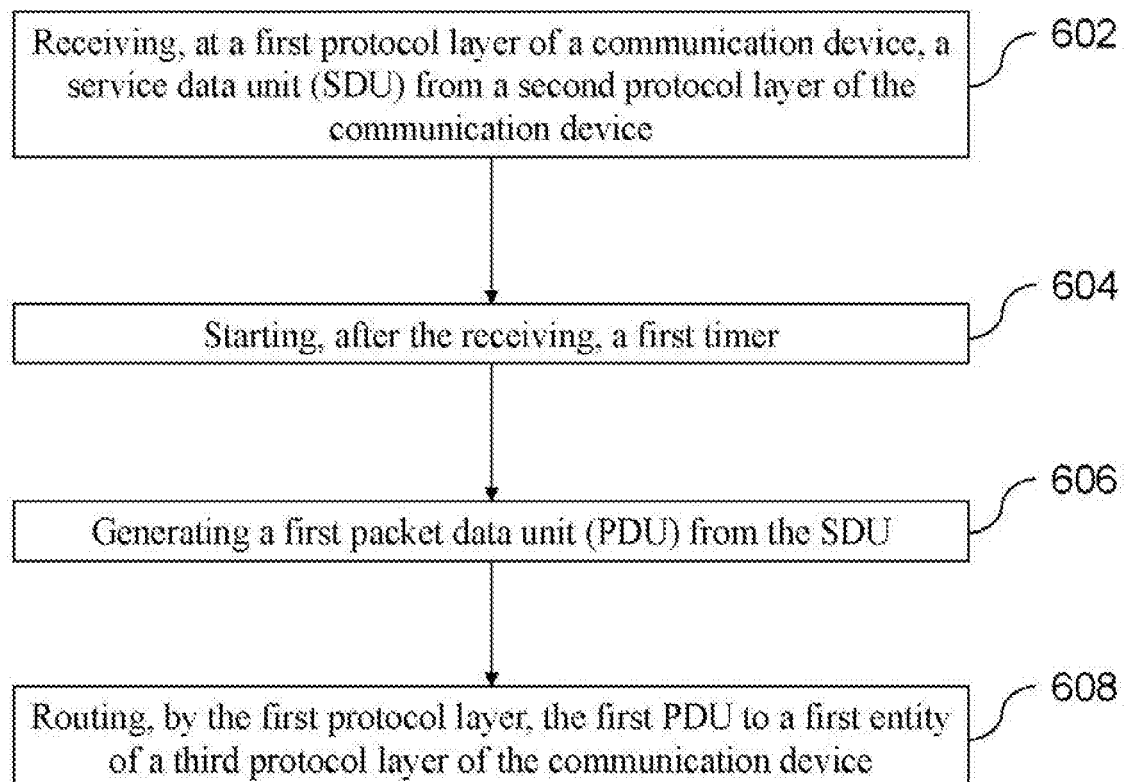 Receiving, at a first protocol layer of a communication device, a
service data unit (SDU) from a second protocol layer of the
communication device
602
Starting, after the receiving, a first timer
604
Generating a first packet data unit (PDU) from the SDU
606
Routing, by the first protocol layer, the first PDU to a first entity
of a third protocol layer of the communication device
608